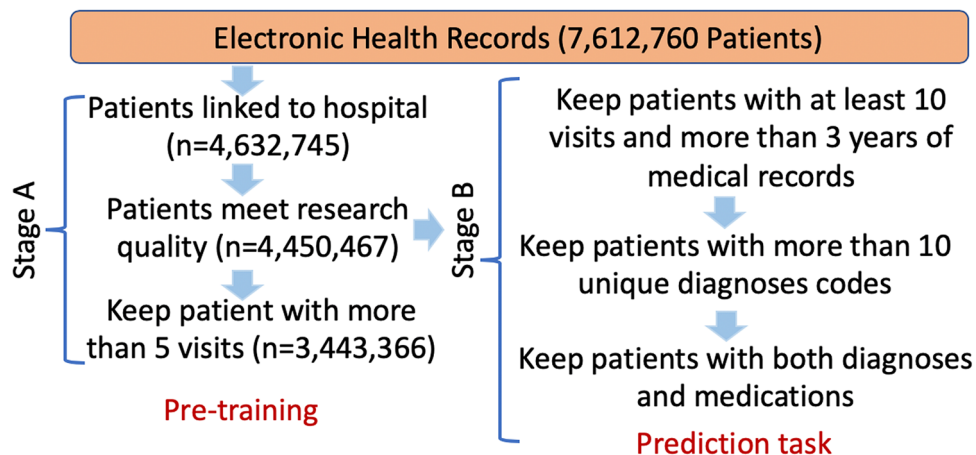 Electronic Health Records (7,612,760 Patients)
Stage A
Patients linked to hospital
(n=4,632,745)
Patients meet research
quality (n=4,450,467)
Keep patient with more
than 5 visits (n=3,443,366)
Pre-training
Stage B
Keep patients with at least 10
visits and more than 3 years of
medical records
Keep patients with more than 10
unique diagnoses codes
Keep patients with both diagnoses
and medications
Prediction task